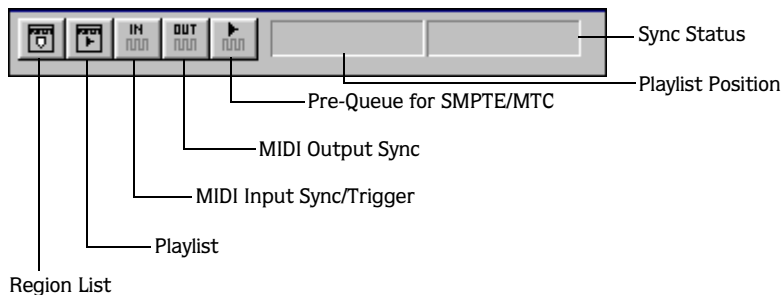 IN
OUT
Sync Status
Playlist Position
Pre-Queue for SMPTE/MTC
MIDI Output Sync
MIDI Input Sync/Trigger
Playlist
Region List